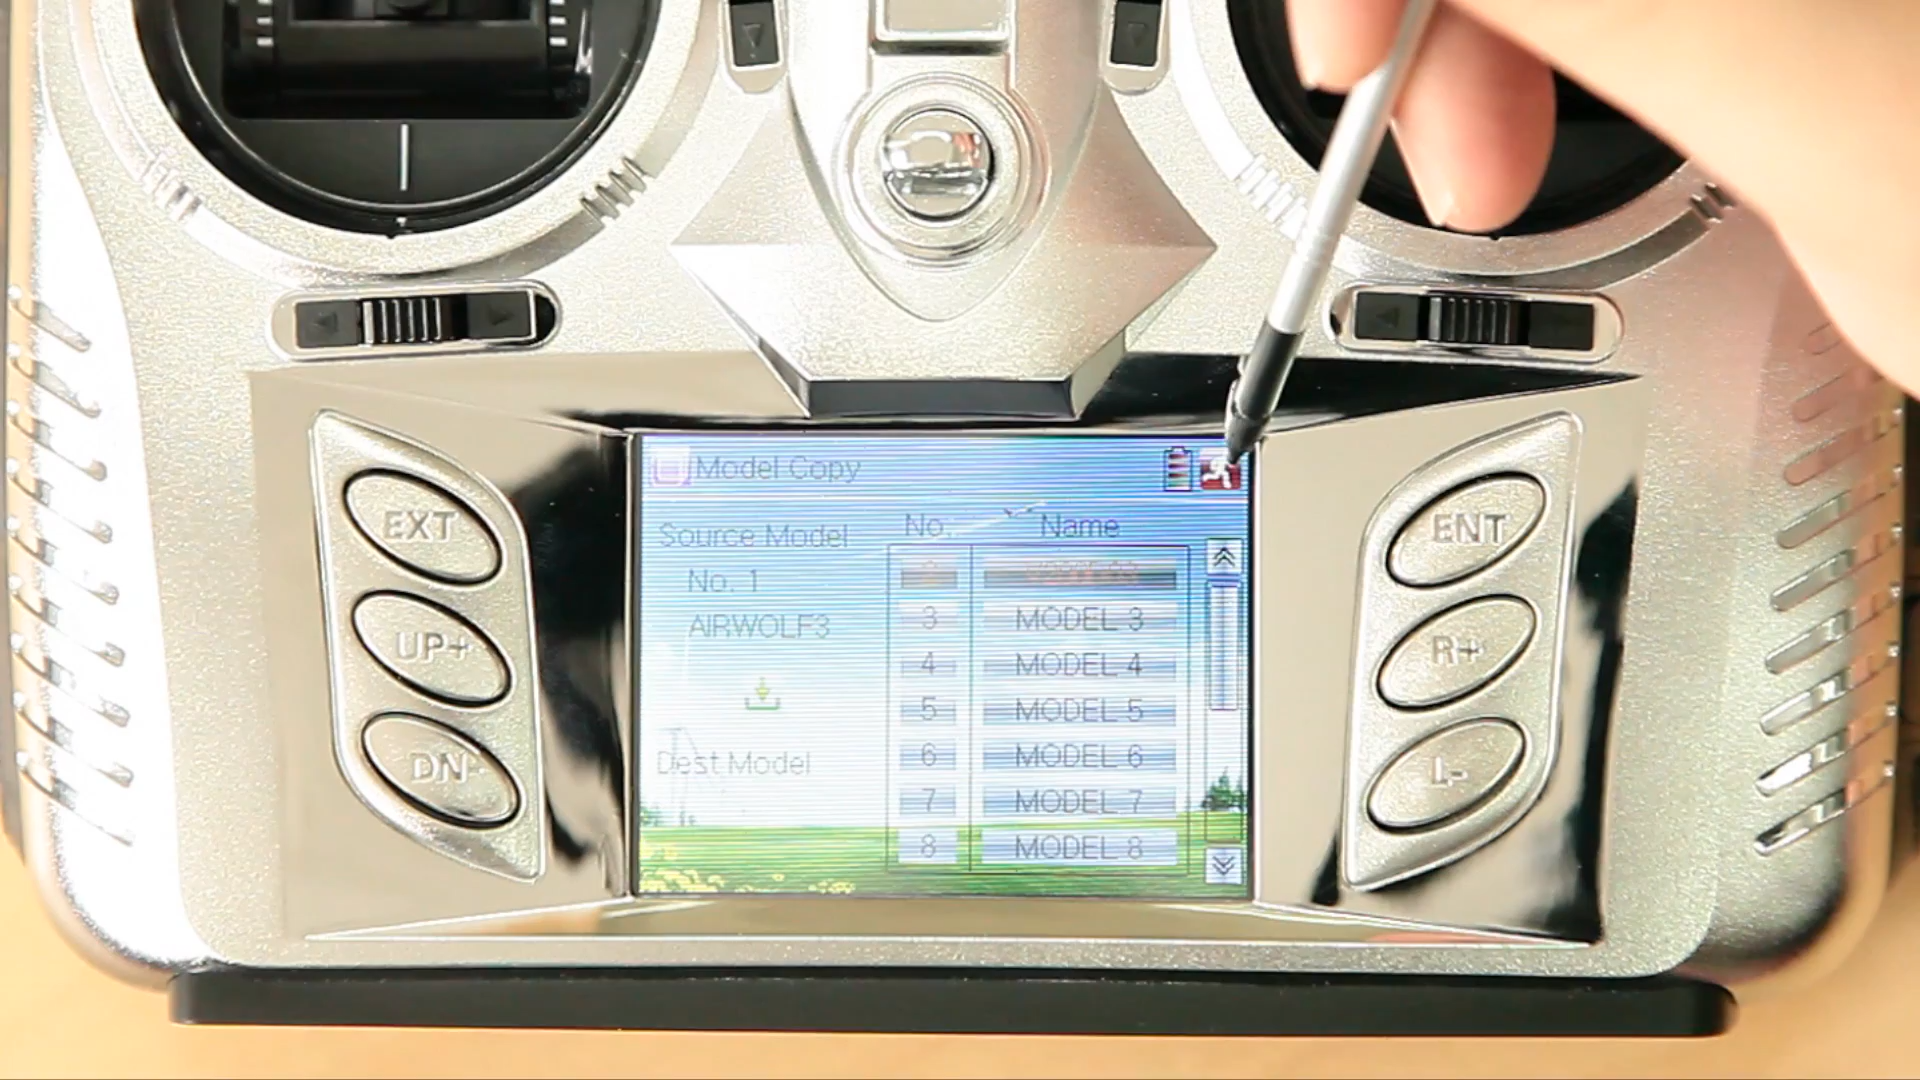 EXT
UP+
DN-
ENT
R+
L-
Model Copy
Source Model
No. 1
AIRWOLF3
Dest Model
No. Name
3 MODEL 3
4 MODEL 4
5 MODEL 5
6 MODEL 6
7 MODEL 7
8 MODEL 8